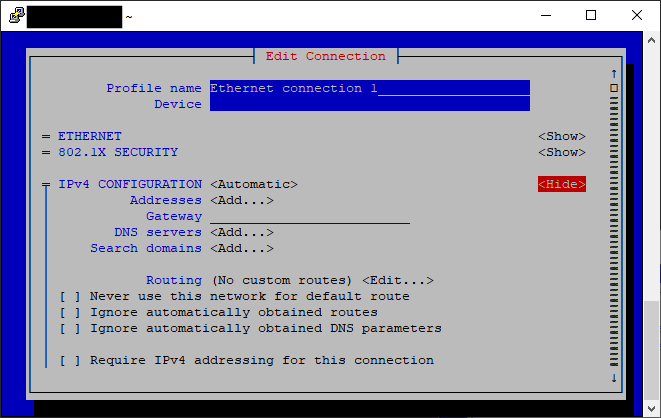 ~
Edit Connection
Profile name Ethernet connection 1
Device
= ETHERNET <Show>
= 802.1X SECURITY <Show>
= IPv4 CONFIGURATION <Automatic> <Hide>
Addresses <Add...>
Gateway
DNS servers <Add...>
Search domains <Add...>
Routing (No custom routes) <Edit...>
[ ] Never use this network for default route
[ ] Ignore automatically obtained routes
[ ] Ignore automatically obtained DNS parameters
[ ] Require IPv4 addressing for this connection